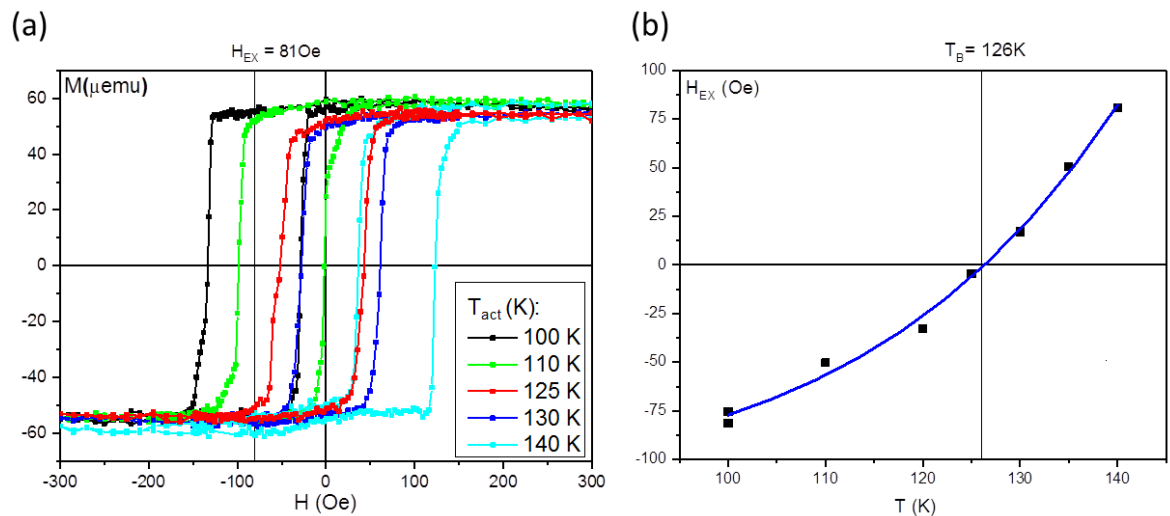 (a)
H_EX = 81Oe
M(μemu)
60
40
20
0
-20
-40
-60
T_act (K):
100 K
110 K
125 K
130 K
140 K
-300 -200 -100 0 100 200 300
H (Oe)
(b)
T_B = 126K
H_EX (Oe)
100
75
50
25
0
-25
-50
-75
-100
100 110 120 130 140
T (K)